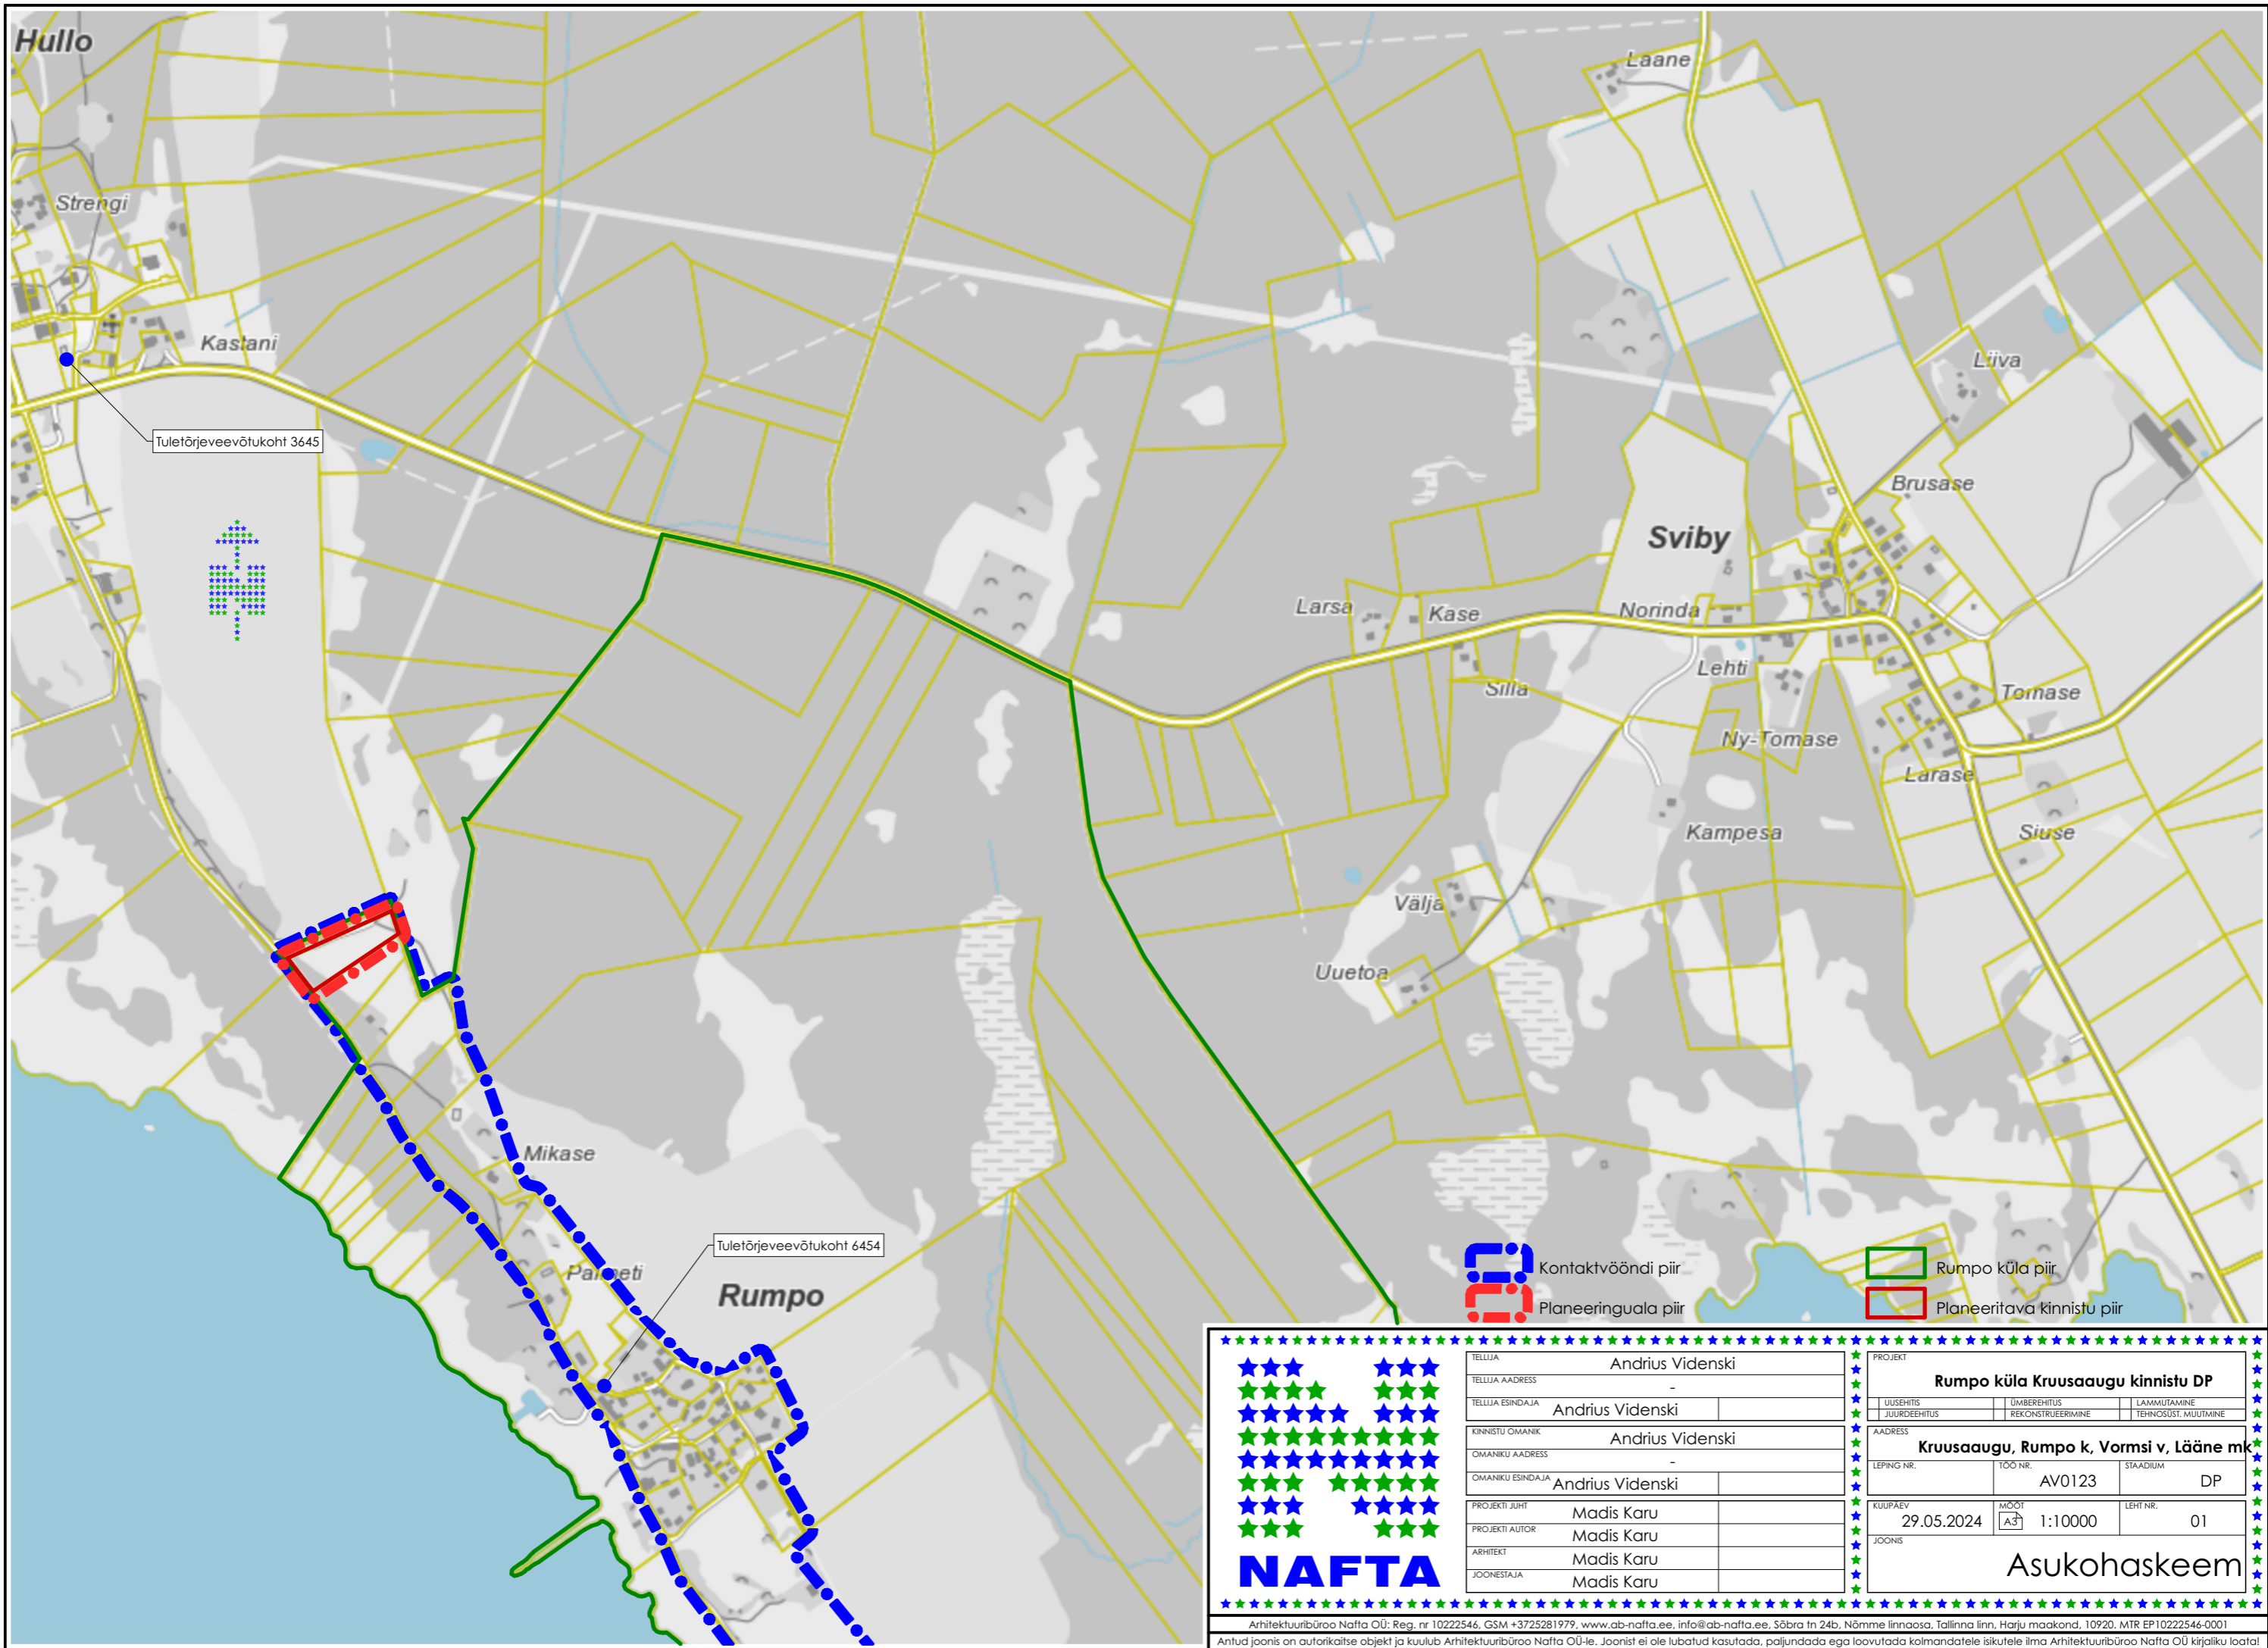 Hullo
Laane
Strengi
Kastani
Tuletõrjeveevõtukoht 3645
Liiva
Brusase
Sviby
Larsa
Kase
Norinda
Lehti
Silla
Tomase
Ny-Tomase
Larase
Kampesa
Siuse
Välja
Uuetoa
Mikase
Tuletõrjeveevõtukoht 6454
Rumpo
Kontaktvööndi piir
Rumpo küla piir
Planeeringuala piir
Planeeritava kinnistu piir
NAFTA
TELLIJA Andrius Videnski
TELLIJA AADRESS -
TELLIJA ESINDAJA Andrius Videnski
KINNISTU OMANIK Andrius Videnski
OMANIKU AADRESS -
OMANIKU ESINDAJA Andrius Videnski
PROJEKTI JUHT Madis Karu
PROJEKTI AUTOR Madis Karu
ARHITEKT Madis Karu
JOONESTAJA Madis Karu
PROJEKT
Rumpo küla Kruusaaugu kinnistu DP
UUSEHITIS ÜMBEREHITUS LAMMUTAMINE
JUURDEEHITUS REKONSTRUEERIMINE TEHNOSÜST. MUUTMINE
AADRESS
Kruusaaugu, Rumpo k, Vormsi v, Lääne mk
LEPING NR. TÖÖ NR. STAADIUM
AV0123 DP
KUUPÄEV MÕÕT LEHT NR.
29.05.2024 A3 1:10000 01
JOONIS
Asukohaskeem
Arhitektuuribüroo Nafta OÜ: Reg. nr 10222546, GSM +3725281979, www.ab-nafta.ee, info@ab-nafta.ee, Sõbra tn 24b, Nõmme linnaosa, Tallinna linn, Harju maakond, 10920, MTR EP10222546-0001
Antud joonis on autorikaitse objekt ja kuulub Arhitektuuribüroo Nafta OÜ-le. Joonist ei ole lubatud kasutada, paljundada ega loovutada kolmandatele isikutele ilma Arhitektuuribüroo Nafta OÜ kirjaliku loata